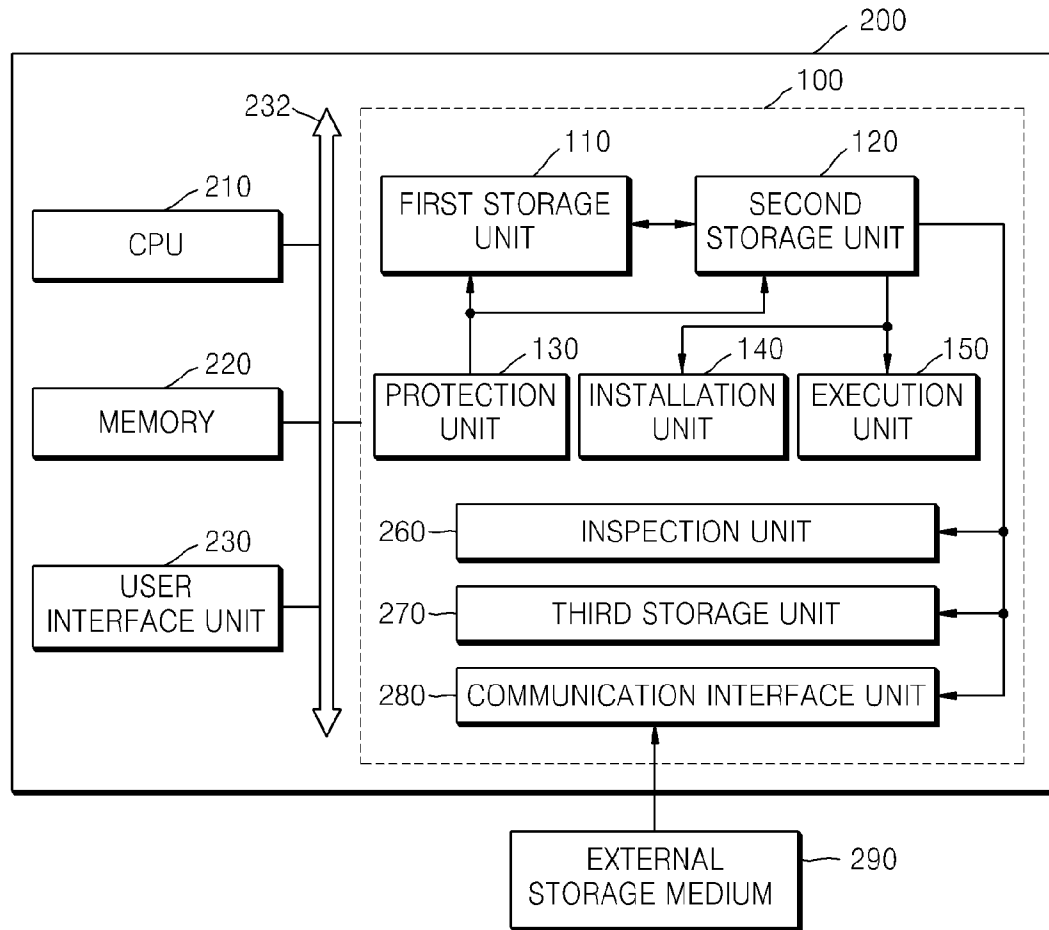 200
100
232
110
120
210
FIRST STORAGE
UNIT
SECOND
STORAGE UNIT
CPU
130
140
150
220
PROTECTION
UNIT
INSTALLATION
UNIT
EXECUTION
UNIT
MEMORY
260
INSPECTION UNIT
230
USER
INTERFACE UNIT
270
THIRD STORAGE UNIT
280
COMMUNICATION INTERFACE UNIT
EXTERNAL
STORAGE MEDIUM
290